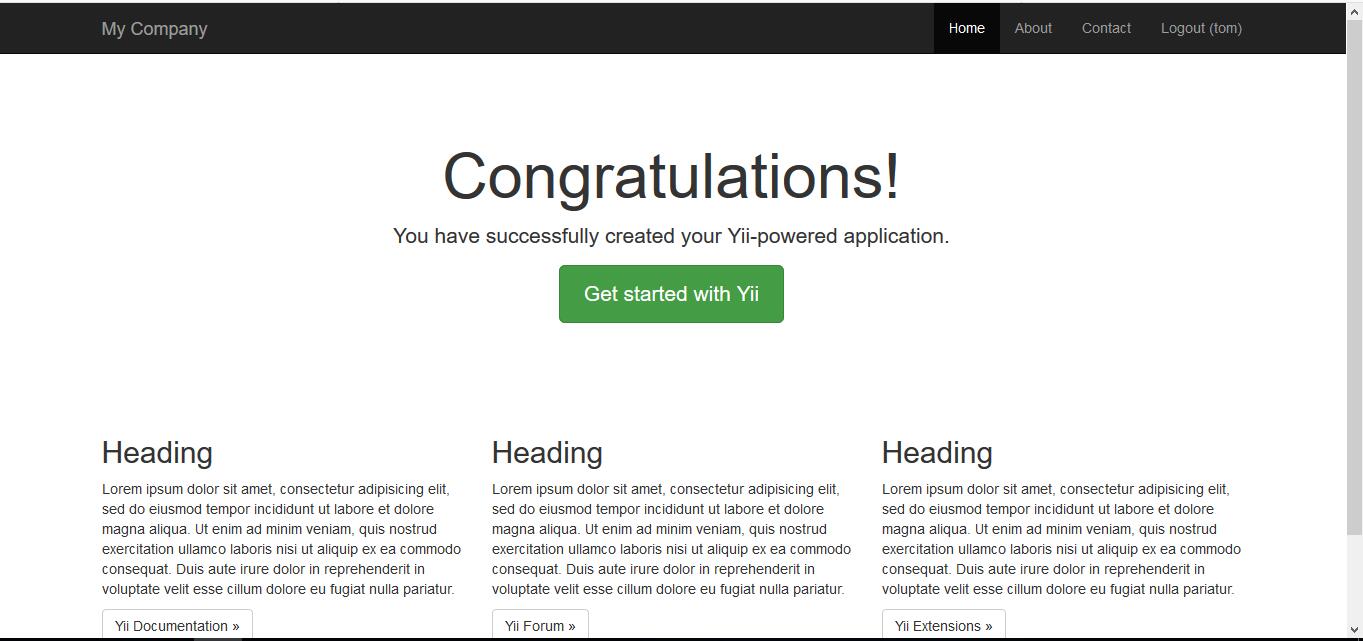 My Company
Home
About
Contact
Logout (tom)
Congratulations!
You have successfully created your Yii-powered application.
Get started with Yii
Heading
Lorem ipsum dolor sit amet, consectetur adipisicing elit,
sed do eiusmod tempor incididunt ut labore et dolore
magna aliqua. Ut enim ad minim veniam, quis nostrud
exercitation ullamco laboris nisi ut aliquip ex ea commodo
consequat. Duis aute irure dolor in reprehenderit in
voluptate velit esse cillum dolore eu fugiat nulla pariatur.
Yii Documentation »
Heading
Lorem ipsum dolor sit amet, consectetur adipisicing elit,
sed do eiusmod tempor incididunt ut labore et dolore
magna aliqua. Ut enim ad minim veniam, quis nostrud
exercitation ullamco laboris nisi ut aliquip ex ea commodo
consequat. Duis aute irure dolor in reprehenderit in
voluptate velit esse cillum dolore eu fugiat nulla pariatur.
Yii Forum »
Heading
Lorem ipsum dolor sit amet, consectetur adipisicing elit,
sed do eiusmod tempor incididunt ut labore et dolore
magna aliqua. Ut enim ad minim veniam, quis nostrud
exercitation ullamco laboris nisi ut aliquip ex ea commodo
consequat. Duis aute irure dolor in reprehenderit in
voluptate velit esse cillum dolore eu fugiat nulla pariatur.
Yii Extensions »